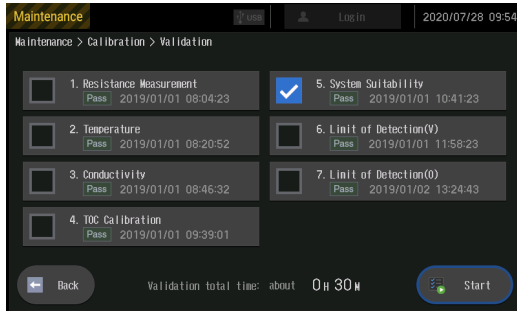 Maintenance usB Login 2020/07/28 09:54
Maintenance > Calibration > Validation
1. Resistance Measurement
Pass 2019/01/01 08:04:23
2. Temperature
Pass 2019/01/01 08:20:52
3. Conductivity
Pass 2019/01/01 08:46:32
4. TOC Calibration
Pass 2019/01/01 09:39:01
5. System Suitability
Pass 2019/01/01 10:41:23
6. Limit of Detection(V)
Pass 2019/01/01 11:58:23
7. Limit of Detection(O)
Pass 2019/01/02 13:24:43
Back Validation total time: about 0 H 30 M Start